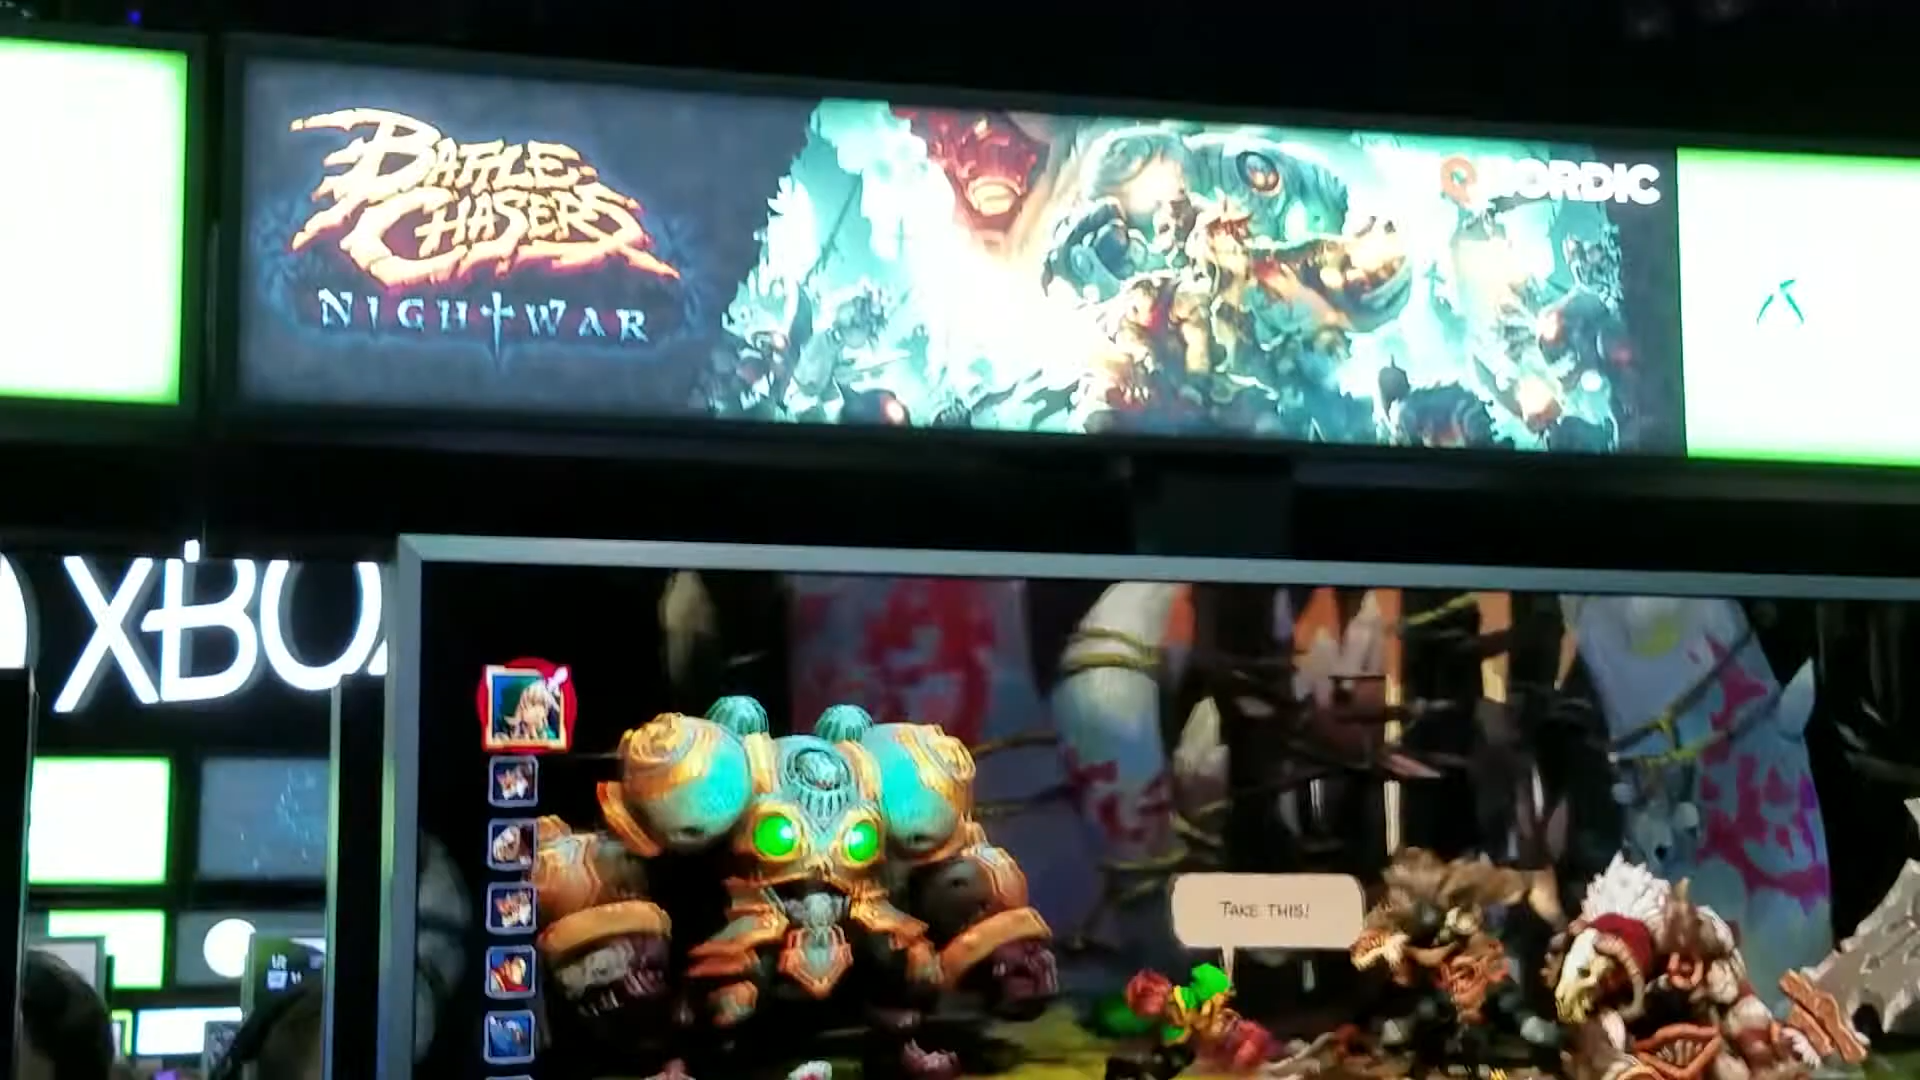 BATTLE
CHASERS
NIGHTWAR
NORDIC
XBOX
TAKE THIS!